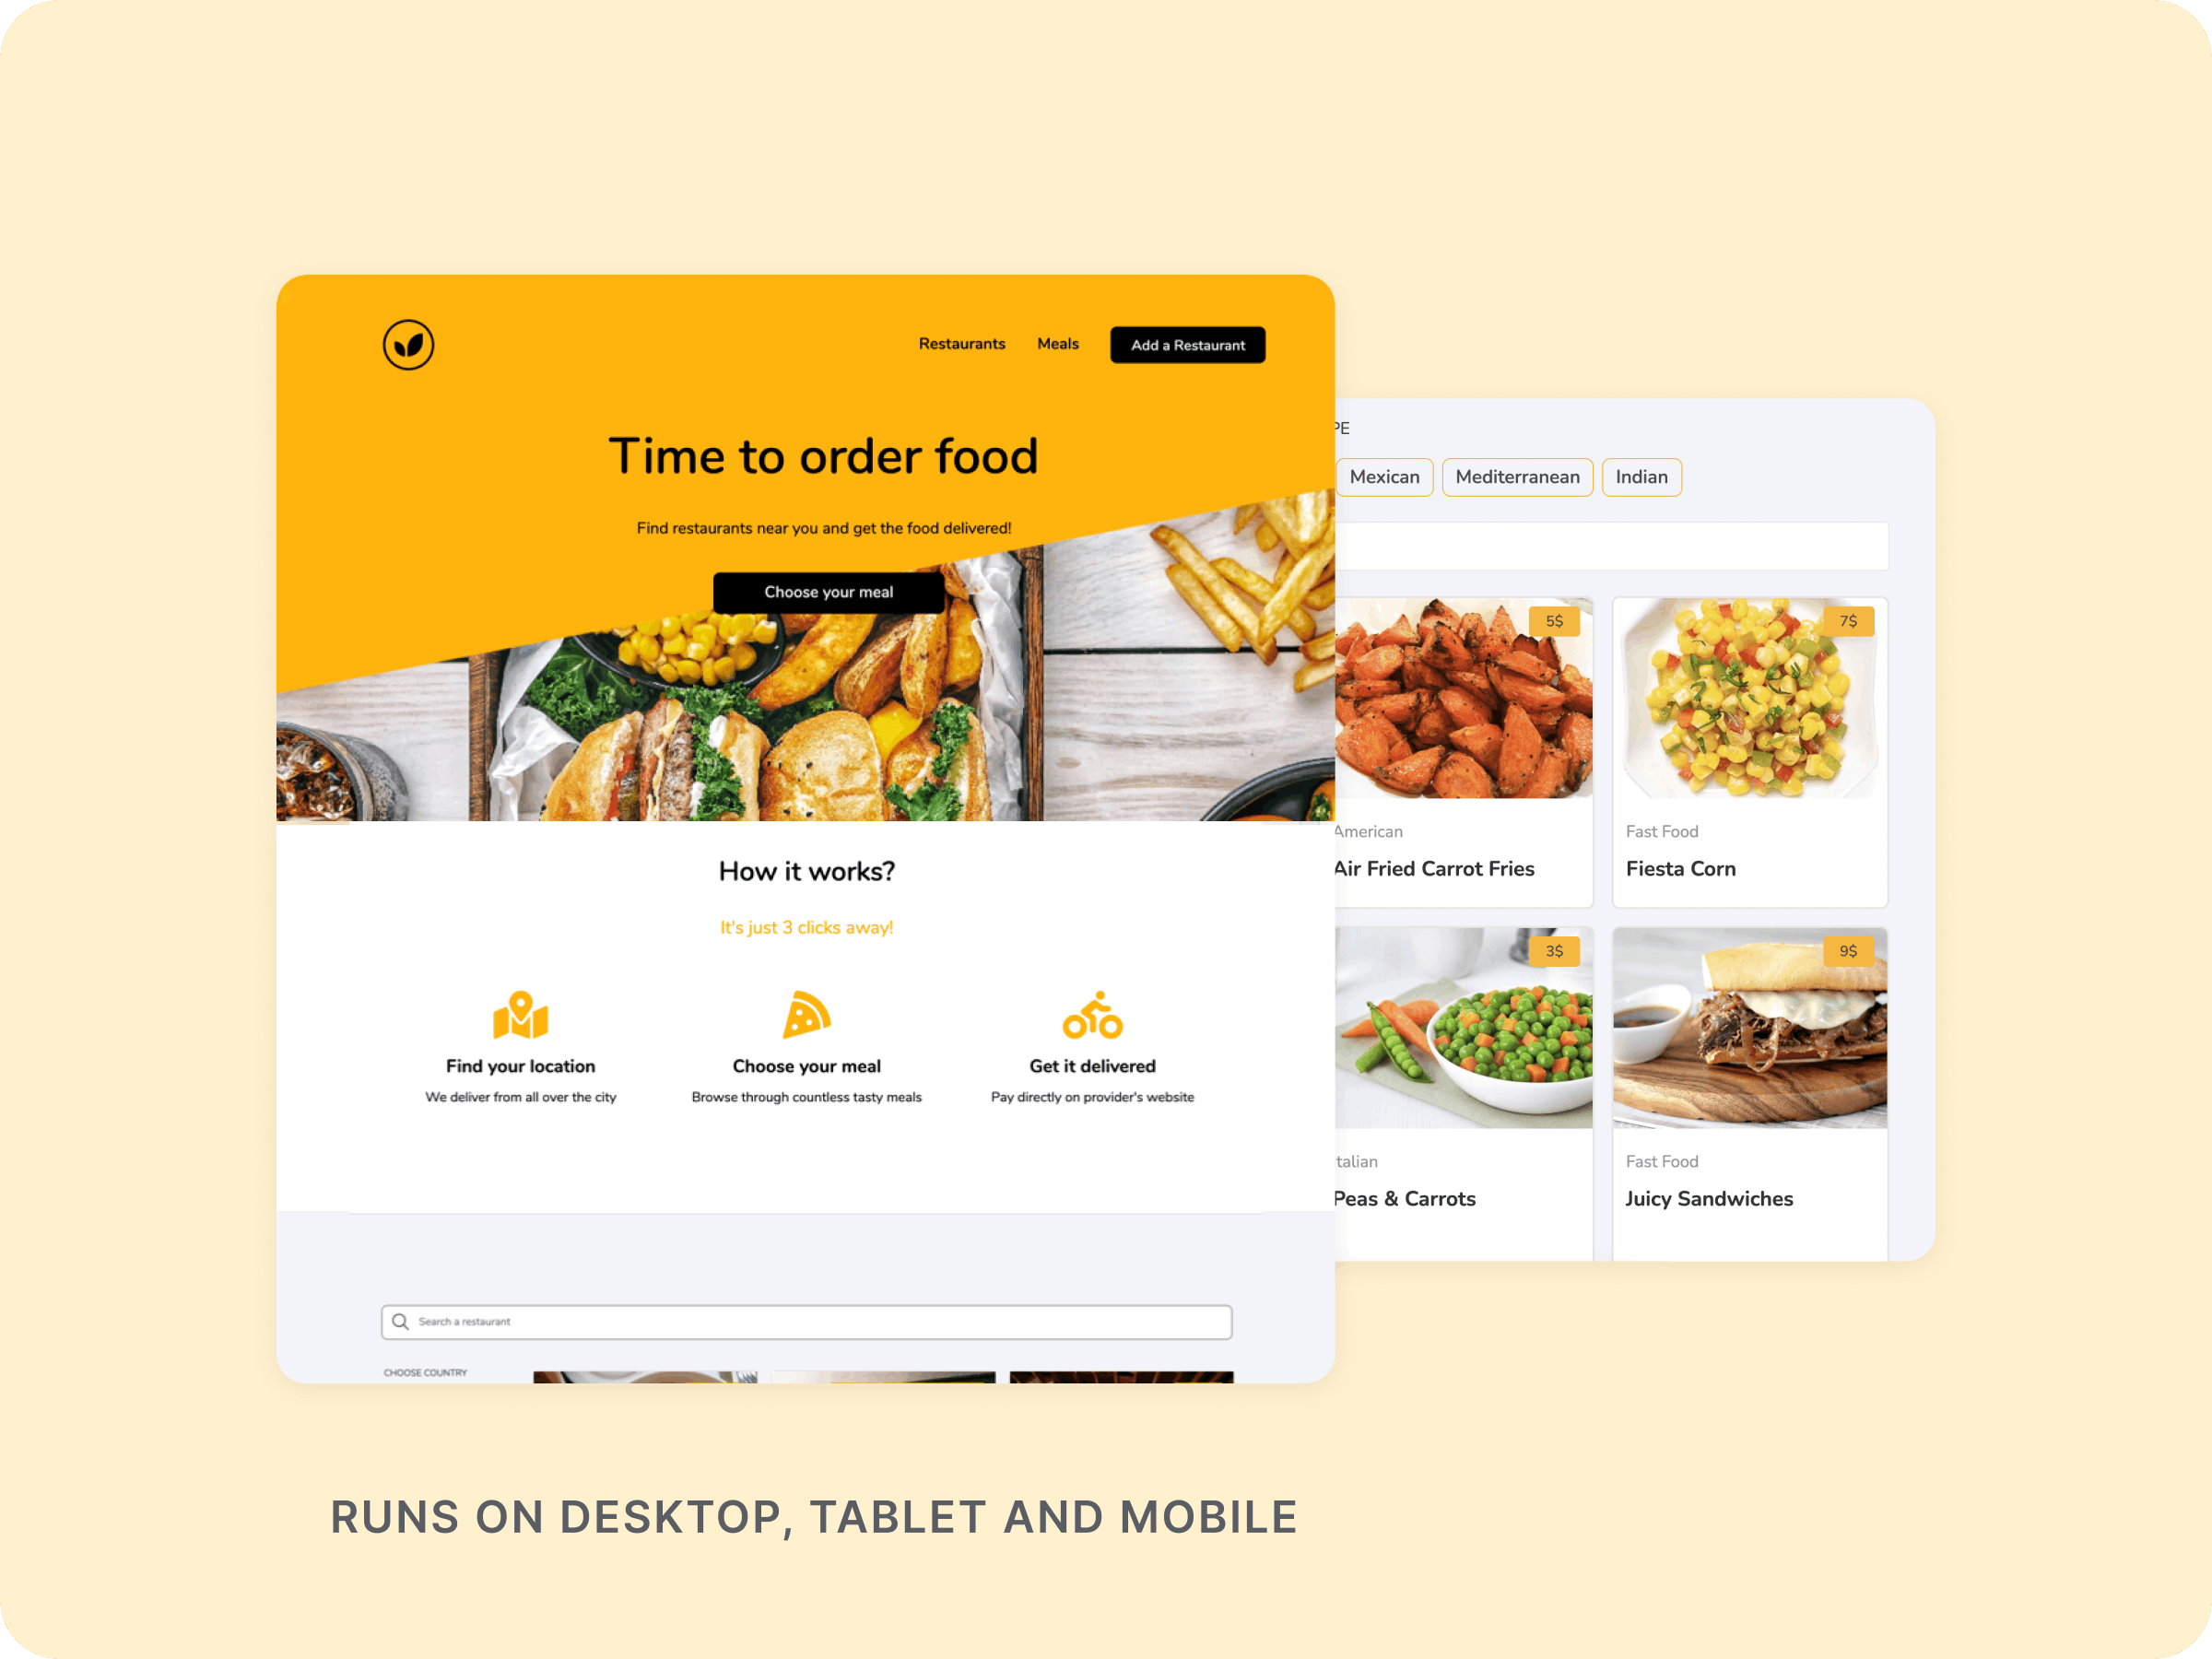 Restaurants
Meals
Add a Restaurant
Time to order food
Find restaurants near you and get the food delivered!
Choose your meal
How it works?
It's just 3 clicks away!
Find your location
Choose your meal
Get it delivered
We deliver from all over the city
Browse through countless tasty meals
Pay directly on provider's website
Search a restaurant
CHOOSE COUNTRY
PE
Mexican
Mediterranean
Indian
5$
7$
American
Air Fried Carrot Fries
Fast Food
Fiesta Corn
3$
9$
talian
Peas & Carrots
Fast Food
Juicy Sandwiches
RUNS ON DESKTOP, TABLET AND MOBILE